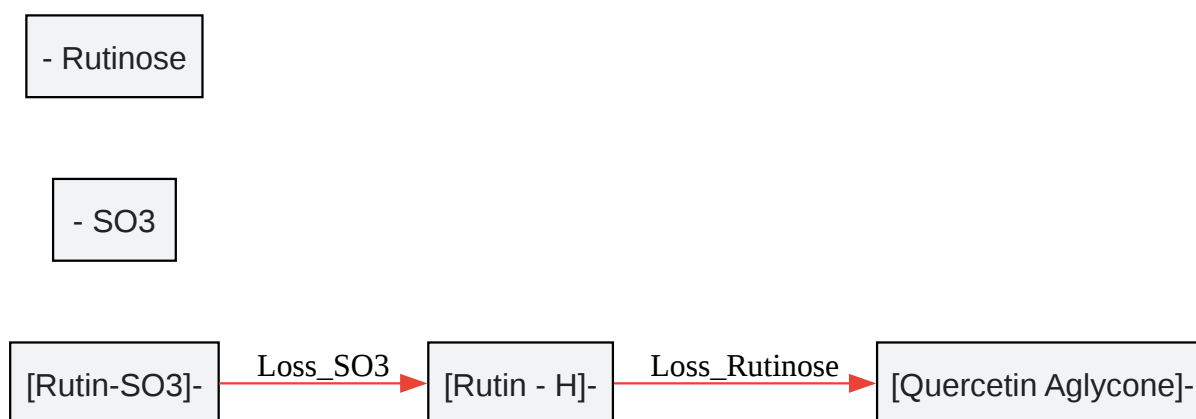 - Rutinose
- SO3
[Rutin-SO3]-
Loss_SO3
[Rutin - H]-
Loss_Rutinose
[Quercetin Aglycone]-